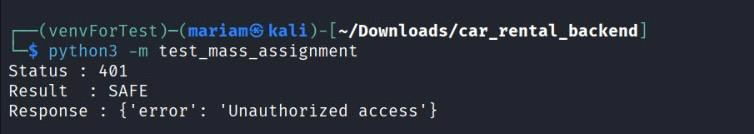 ┌──(venvForTest)─(mariam㉿kali)-[~/Downloads/car_rental_backend]
└─$ python3 -m test_mass_assignment
Status : 401
Result  : SAFE
Response : {'error': 'Unauthorized access'}